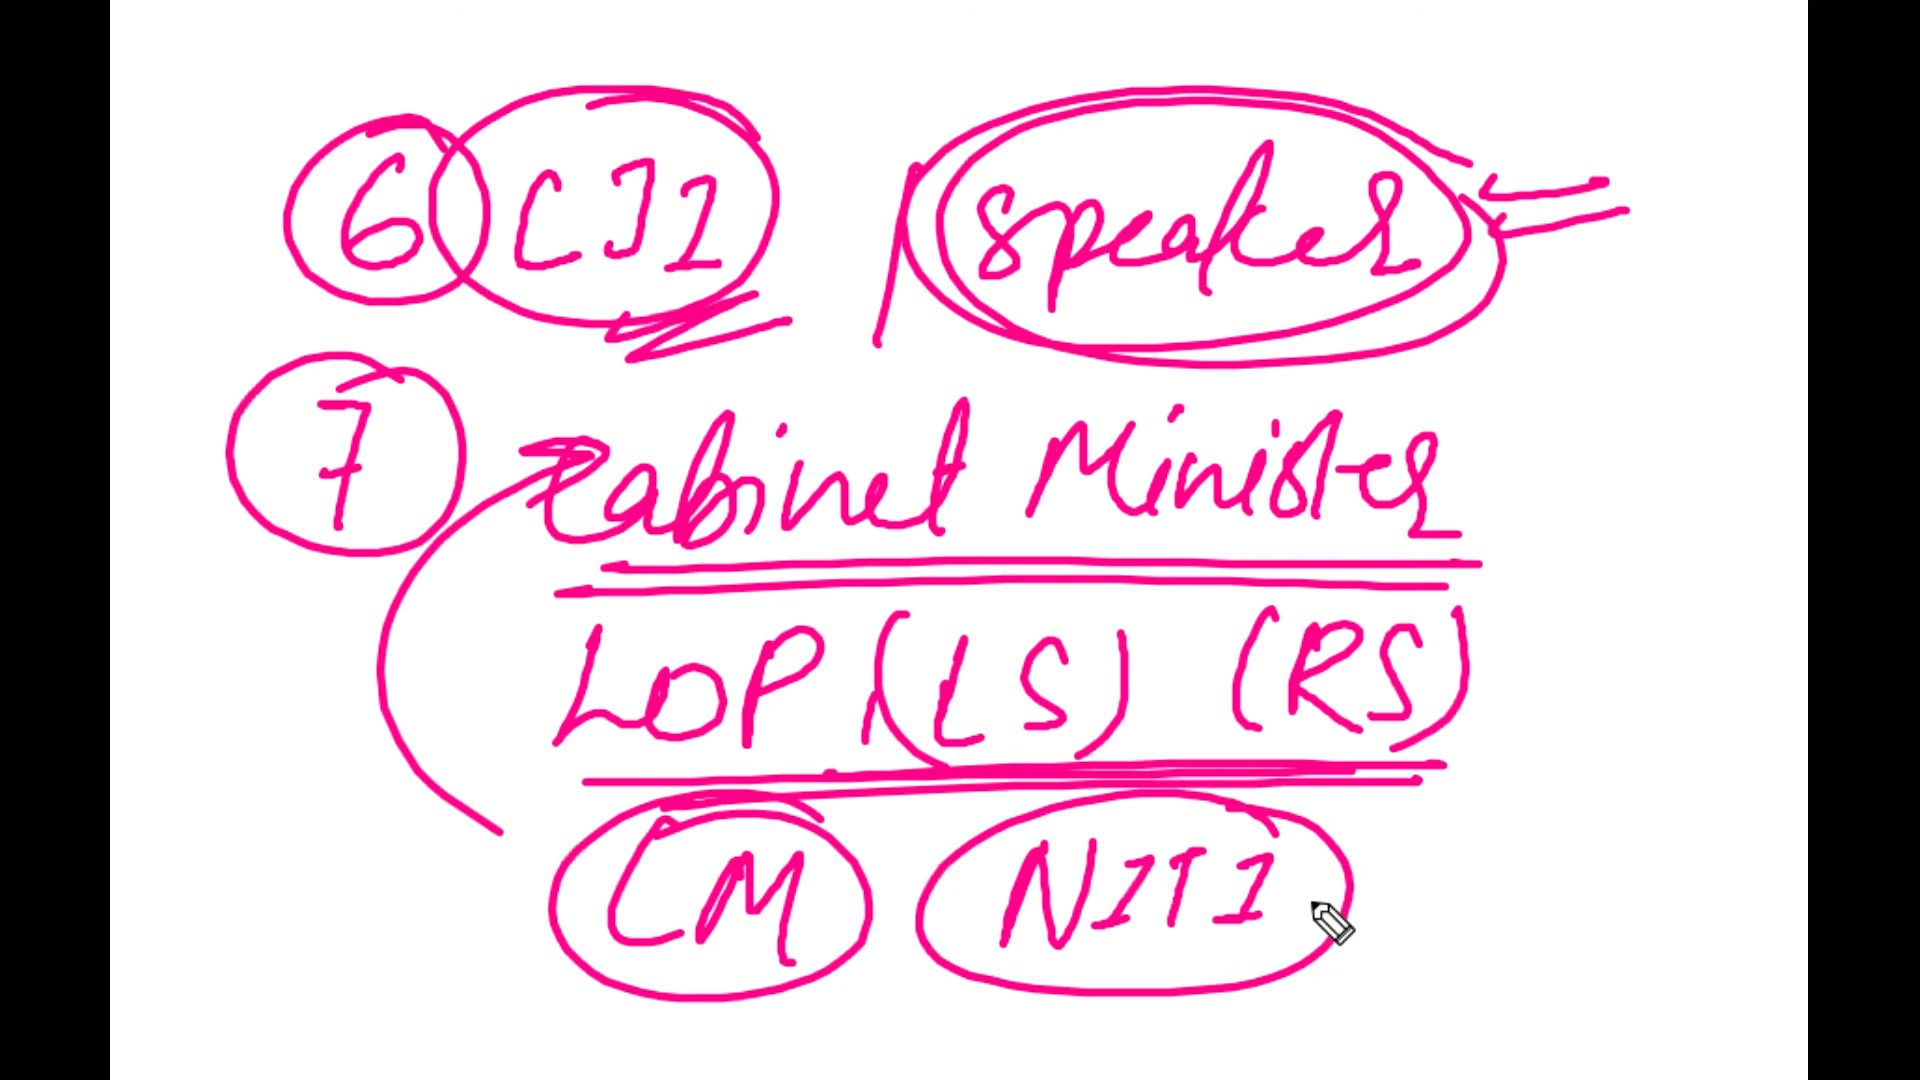 6 CJI speaker
7 Cabinet Minister
LOP (LS) (RS)
CM NITI